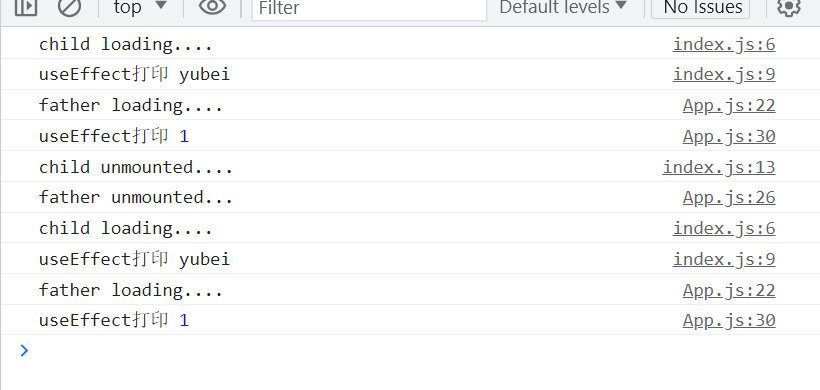 top ▼ Filter Default levels ▼ No Issues
child loading.... index.js:6
useEffect打印 yubei index.js:9
father loading.... App.js:22
useEffect打印 1 App.js:30
child unmounted.... index.js:13
father unmounted... App.js:26
child loading.... index.js:6
useEffect打印 yubei index.js:9
father loading.... App.js:22
useEffect打印 1 App.js:30
>